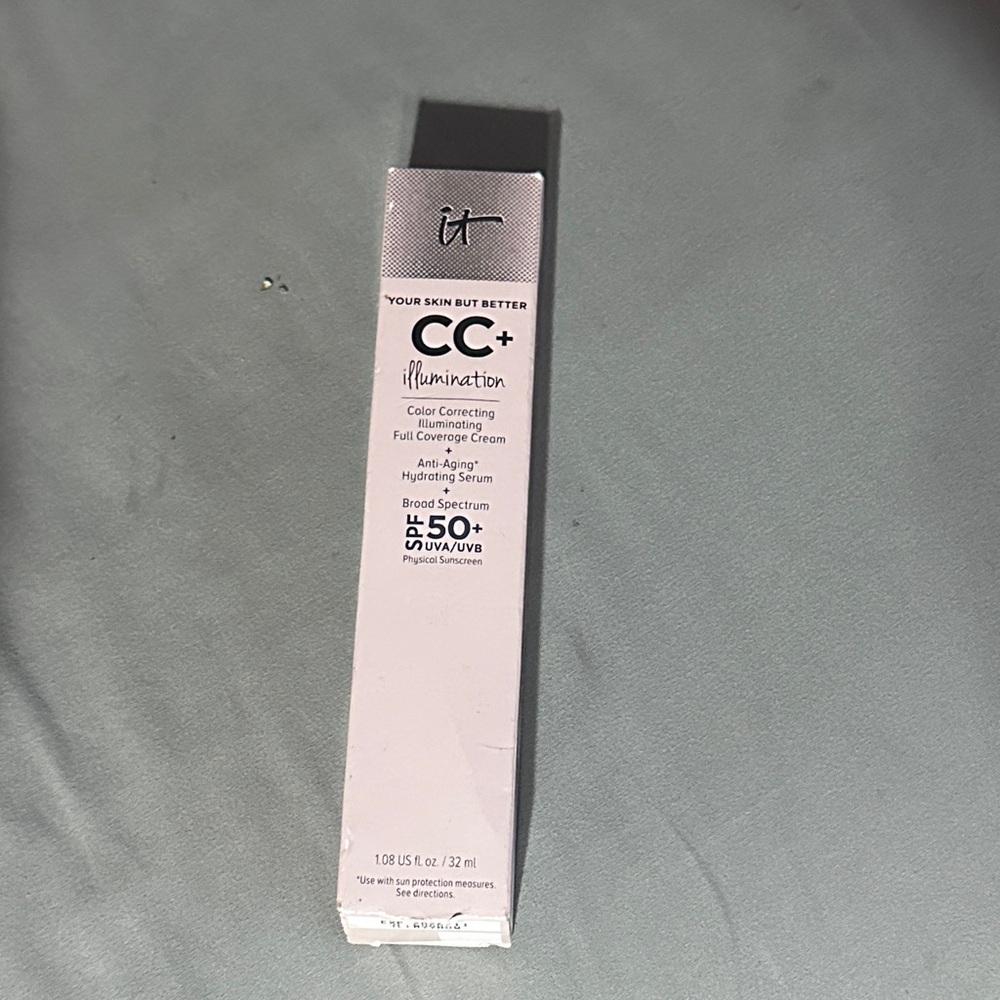 it
YOUR SKIN BUT BETTER
CC+
illumination
Color Correcting
Illuminating
Full Coverage Cream
+
Anti-Aging*
Hydrating Serum
+
Broad Spectrum
SPF 50+
UVA/UVB
Physical Sunscreen
1.08 US fl. oz. / 32 ml
*Use with sun protection measures.
See directions.